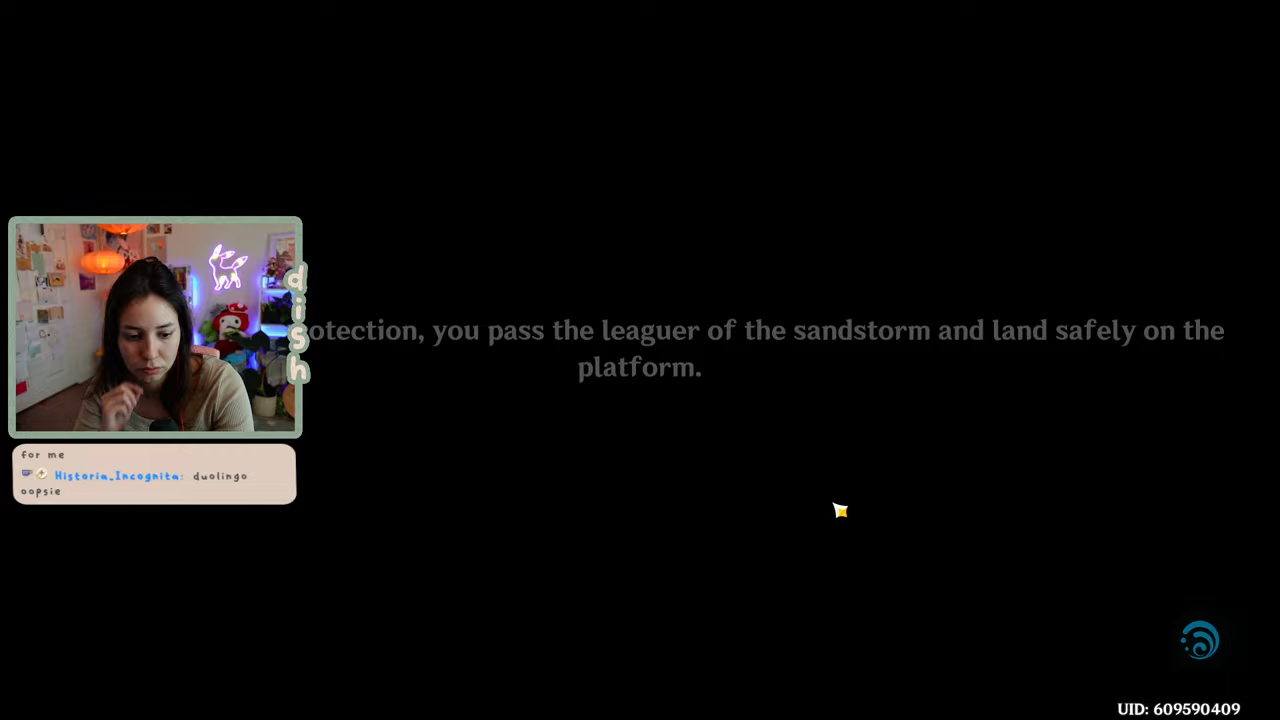 otection, you pass the leaguer of the sandstorm and land safely on the
platform.
dish
for me
Historia_Incognita: duolingo
oopsie
UID: 609590409